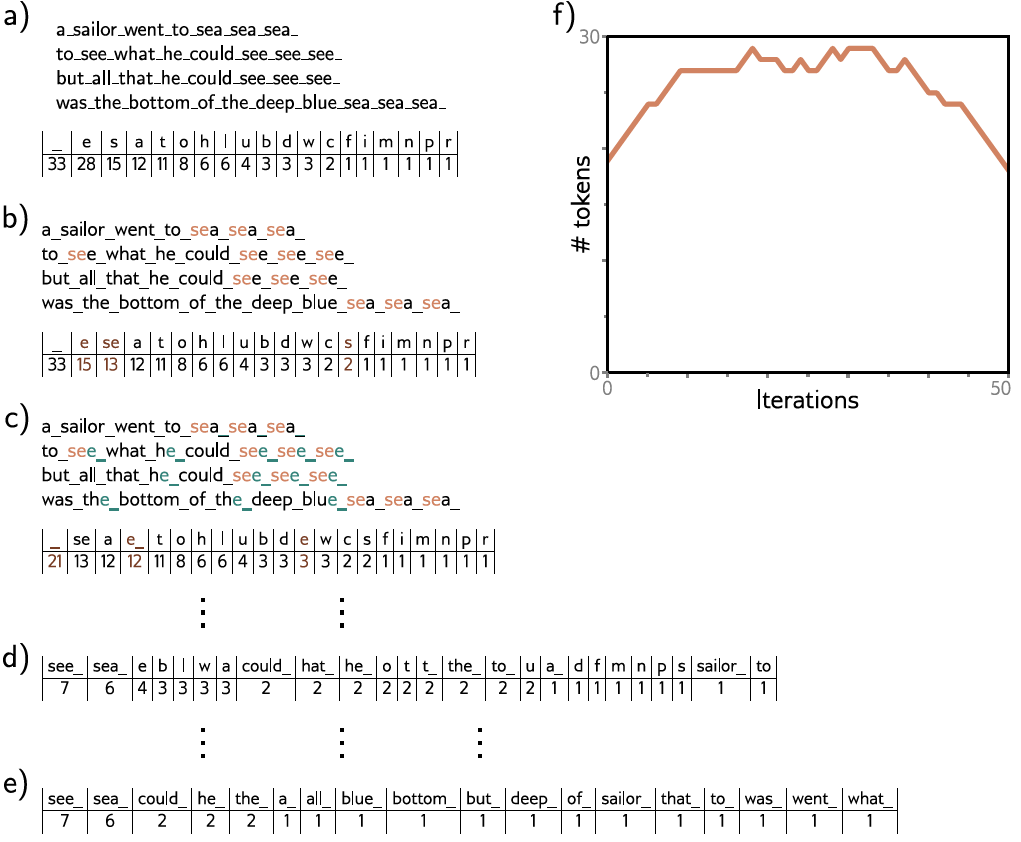 a)
a_sailor_went_to_sea_sea_sea_
to_see_what_he_could_see_see_see_
but_all_that_he_could_see_see_see_
was_the_bottom_of_the_deep_blue_sea_sea_sea_
_ e s a t o h l u b d w c f i m n p r
33 28 15 12 11 8 6 6 4 3 3 3 2 1 1 1 1 1 1
b)
a_sailor_went_to_sea_sea_sea_
to_see_what_he_could_see_see_see_
but_all_that_he_could_see_see_see_
was_the_bottom_of_the_deep_blue_sea_sea_sea_
_ e se a t o h l u b d w c s f i m n p r
33 15 13 12 11 8 6 6 4 3 3 3 2 2 1 1 1 1 1 1
c)
a_sailor_went_to_sea_sea_sea_
to_see_what_he_could_see_see_see_
but_all_that_he_could_see_see_see_
was_the_bottom_of_the_deep_blue_sea_sea_sea_
_ se a e_ t o h l u b d e w c s f i m n p r
21 13 12 12 11 8 6 6 4 3 3 3 3 2 2 1 1 1 1 1 1
d)
see_ sea_ e b l w a could_ hat_ he_ o t t_ the_ to_ u a_ d f m n p s sailor_ to
7 6 4 3 3 3 3 2 2 2 2 2 2 2 2 2 1 1 1 1 1 1 1 1 1
e)
see_ sea_ could_ he_ the_ a_ all_ blue_ bottom_ but_ deep_ of_ sailor_ that_ to_ was_ went_ what_
7 6 2 2 2 1 1 1 1 1 1 1 1 1 1 1 1 1
f)
30
# tokens
0
0
50
Iterations